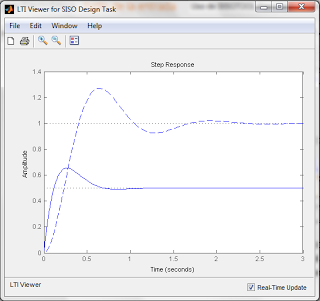 LTI Viewer for SISO Design Task
File Edit Window Help
Step Response
1.4
1.2
1
0.8
0.6
0.4
0.2
0
Amplitude
0 0.5 1 1.5 2 2.5 3
Time (seconds)
LTI Viewer
Real-Time Update